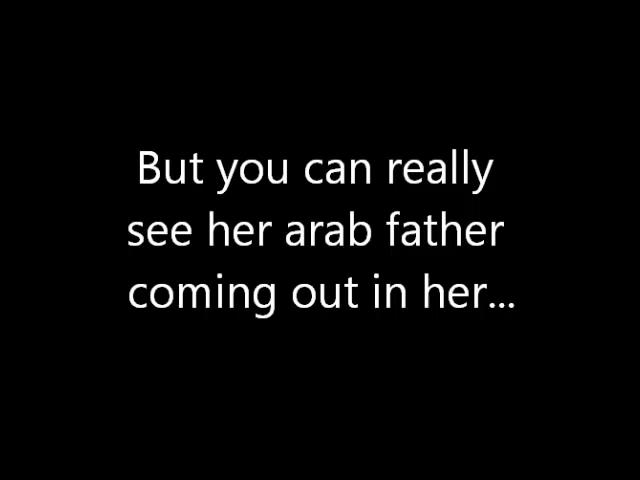 But you can really
see her arab father
coming out in her...